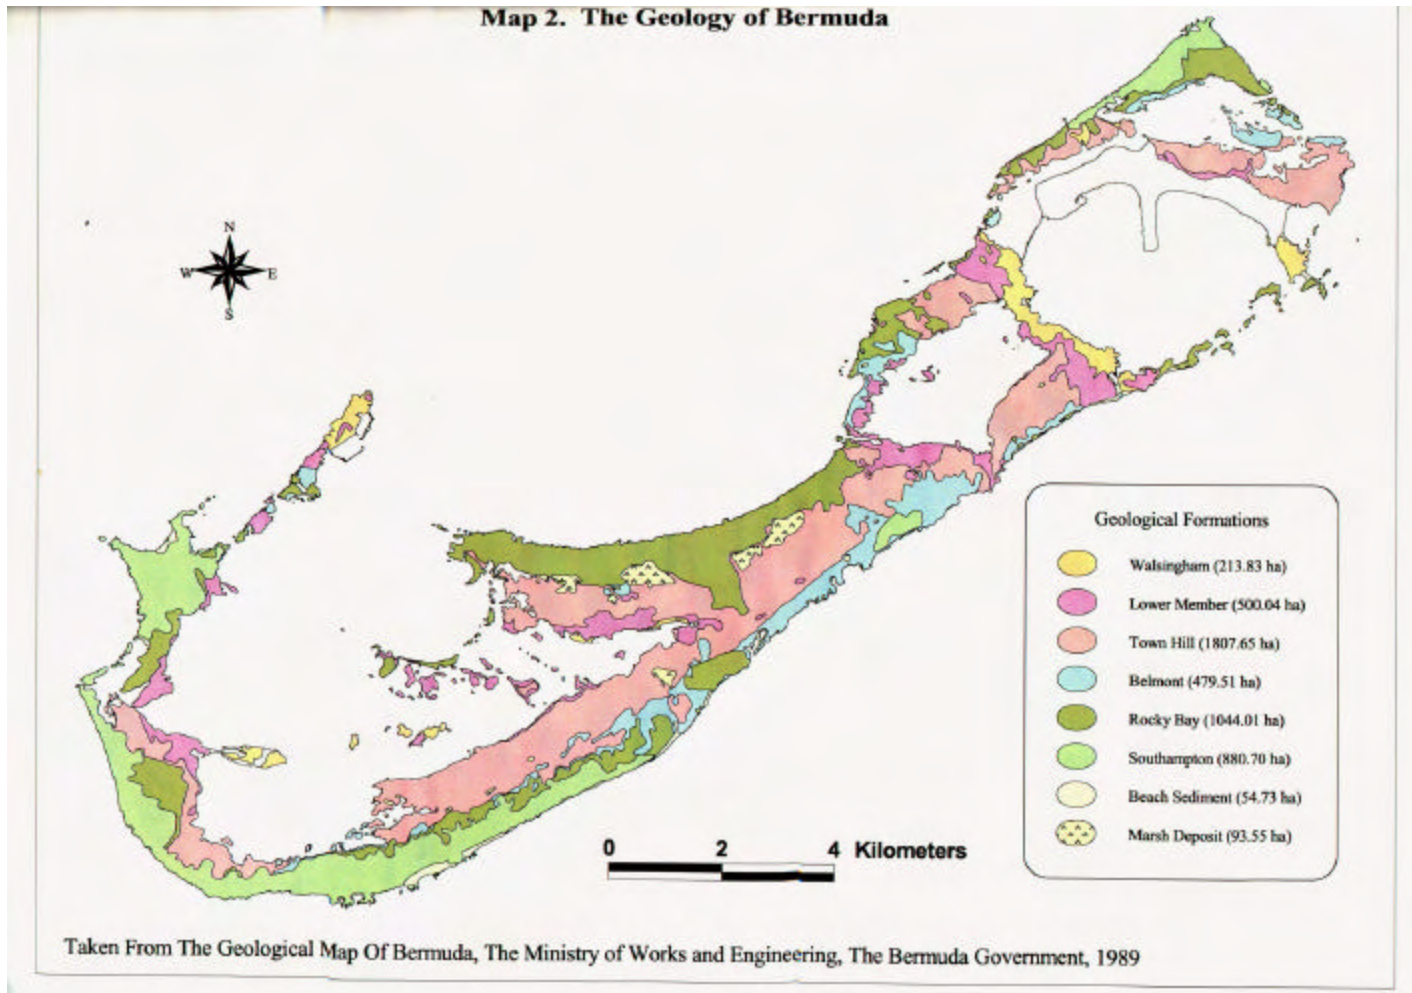 Map 2. The Geology of Bermuda
N
W
E
S
Geological Formations
Walsingham (213.83 ha)
Lower Member (500.04 ha)
Town Hill (1807.65 ha)
Belmont (479.51 ha)
Rocky Bay (1044.01 ha)
Southampton (880.70 ha)
Beach Sediment (54.73 ha)
Marsh Deposit (93.55 ha)
0 2 4 Kilometers
Taken From The Geological Map Of Bermuda, The Ministry of Works and Engineering, The Bermuda Government, 1989